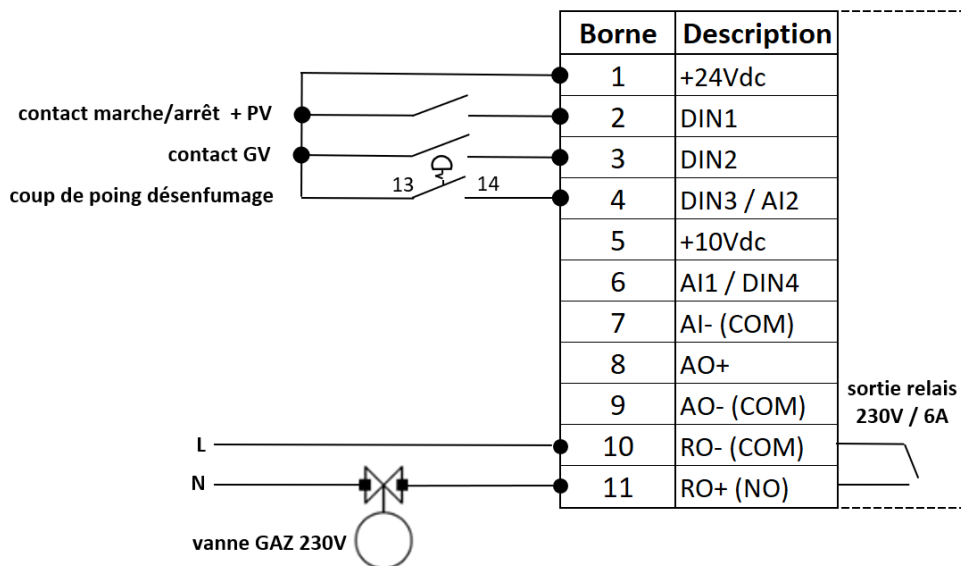 Borne Description
1 +24Vdc
contact marche/arrêt + PV 2 DIN1
contact GV 3 DIN2
coup de poing désenfumage 13 14 4 DIN3 / AI2
5 +10Vdc
6 AI1 / DIN4
7 AI- (COM)
8 AO+
9 AO- (COM)
sortie relais
230V / 6A
L 10 RO- (COM)
N 11 RO+ (NO)
vanne GAZ 230V